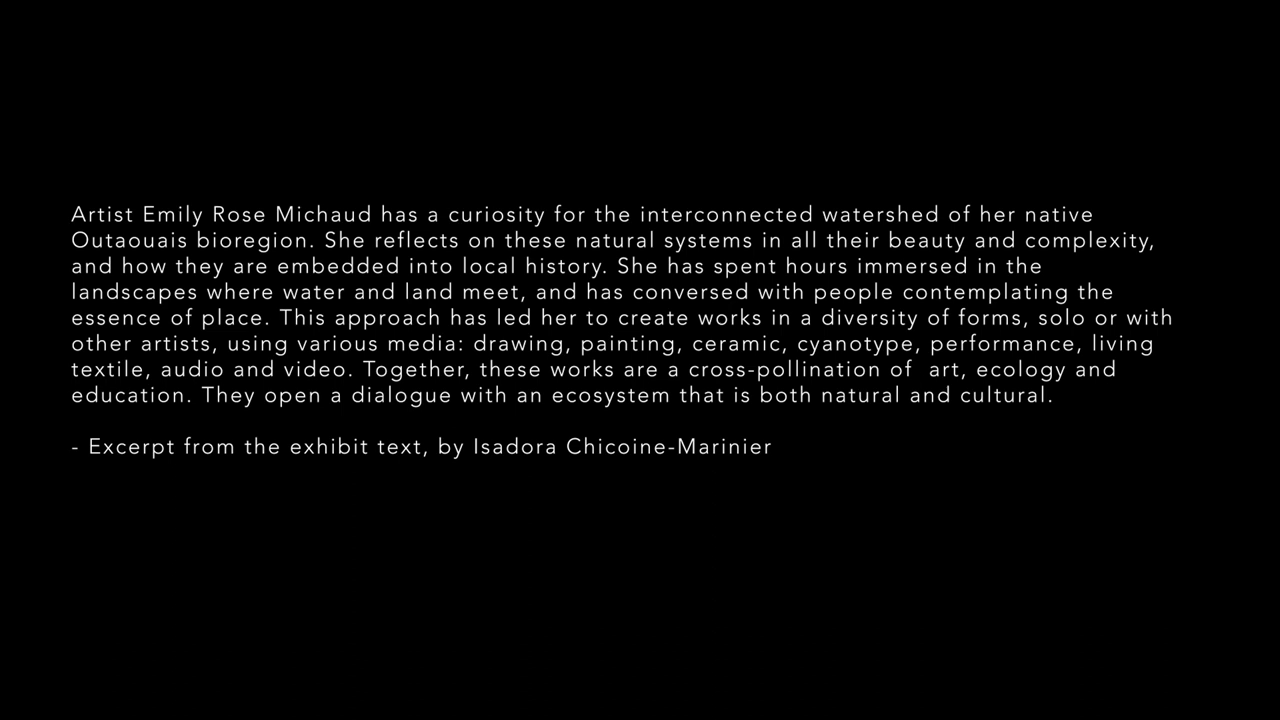 Artist Emily Rose Michaud has a curiosity for the interconnected watershed of her native
Outaouais bioregion. She reflects on these natural systems in all their beauty and complexity,
and how they are embedded into local history. She has spent hours immersed in the
landscapes where water and land meet, and has conversed with people contemplating the
essence of place. This approach has led her to create works in a diversity of forms, solo or with
other artists, using various media: drawing, painting, ceramic, cyanotype, performance, living
textile, audio and video. Together, these works are a cross-pollination of  art, ecology and
education. They open a dialogue with an ecosystem that is both natural and cultural.
- Excerpt from the exhibit text, by Isadora Chicoine-Marinier